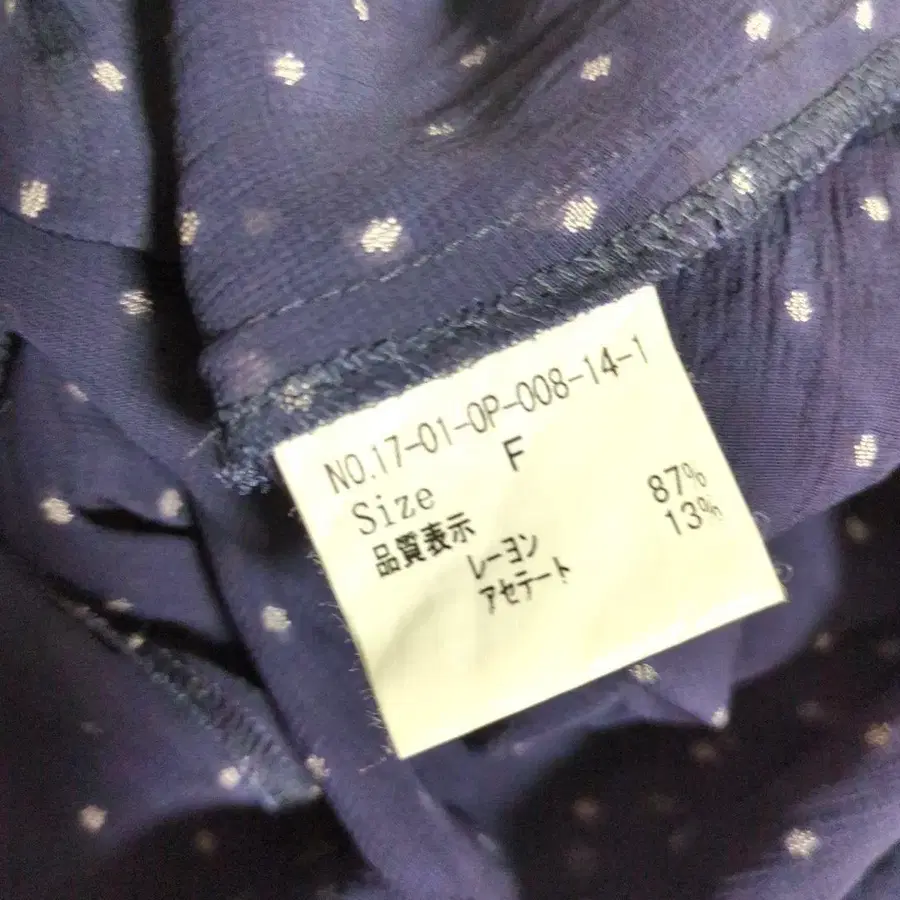 NO.17-01-OP-008-14-1
Size F
品質表示
レーヨン 87%
アセテート 13%